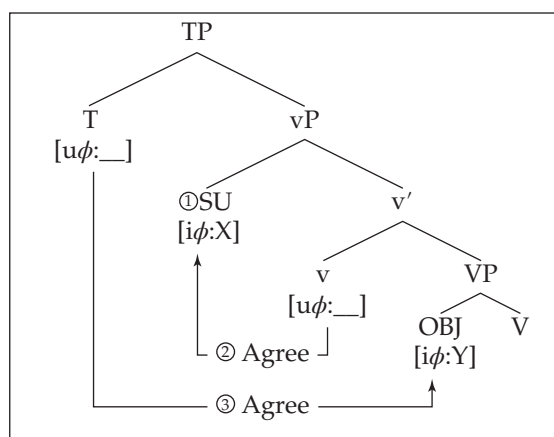 TP
T vP
[uϕ:__]
①SU v′
[iϕ:X]
v VP
[uϕ:__]
OBJ V
② Agree [iϕ:Y]
③ Agree